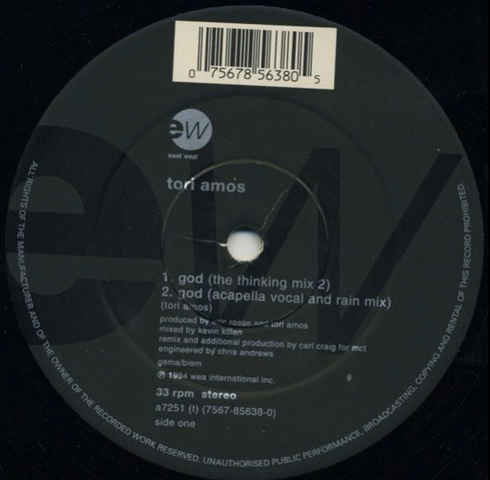 0 75678 56380 5
ew
east west
tori amos
ew
1. god (the thinking mix 2)
2. god (acapella vocal and rain mix)
(tori amos)
produced by eric rosse and tori amos
mixed by kevin killen
remix and additional production by carl craig for mct
engineered by chris andrews
gema/biem
℗ 1994 wea international inc.
33 rpm stereo
a7251 (t) (7567-85638-0)
side one
ALL RIGHTS OF THE MANUFACTURER AND OF THE OWNER OF THE RECORDED WORK RESERVED. UNAUTHORISED PUBLIC PERFORMANCE, BROADCASTING, COPYING AND RENTAL OF THIS RECORD PROHIBITED.